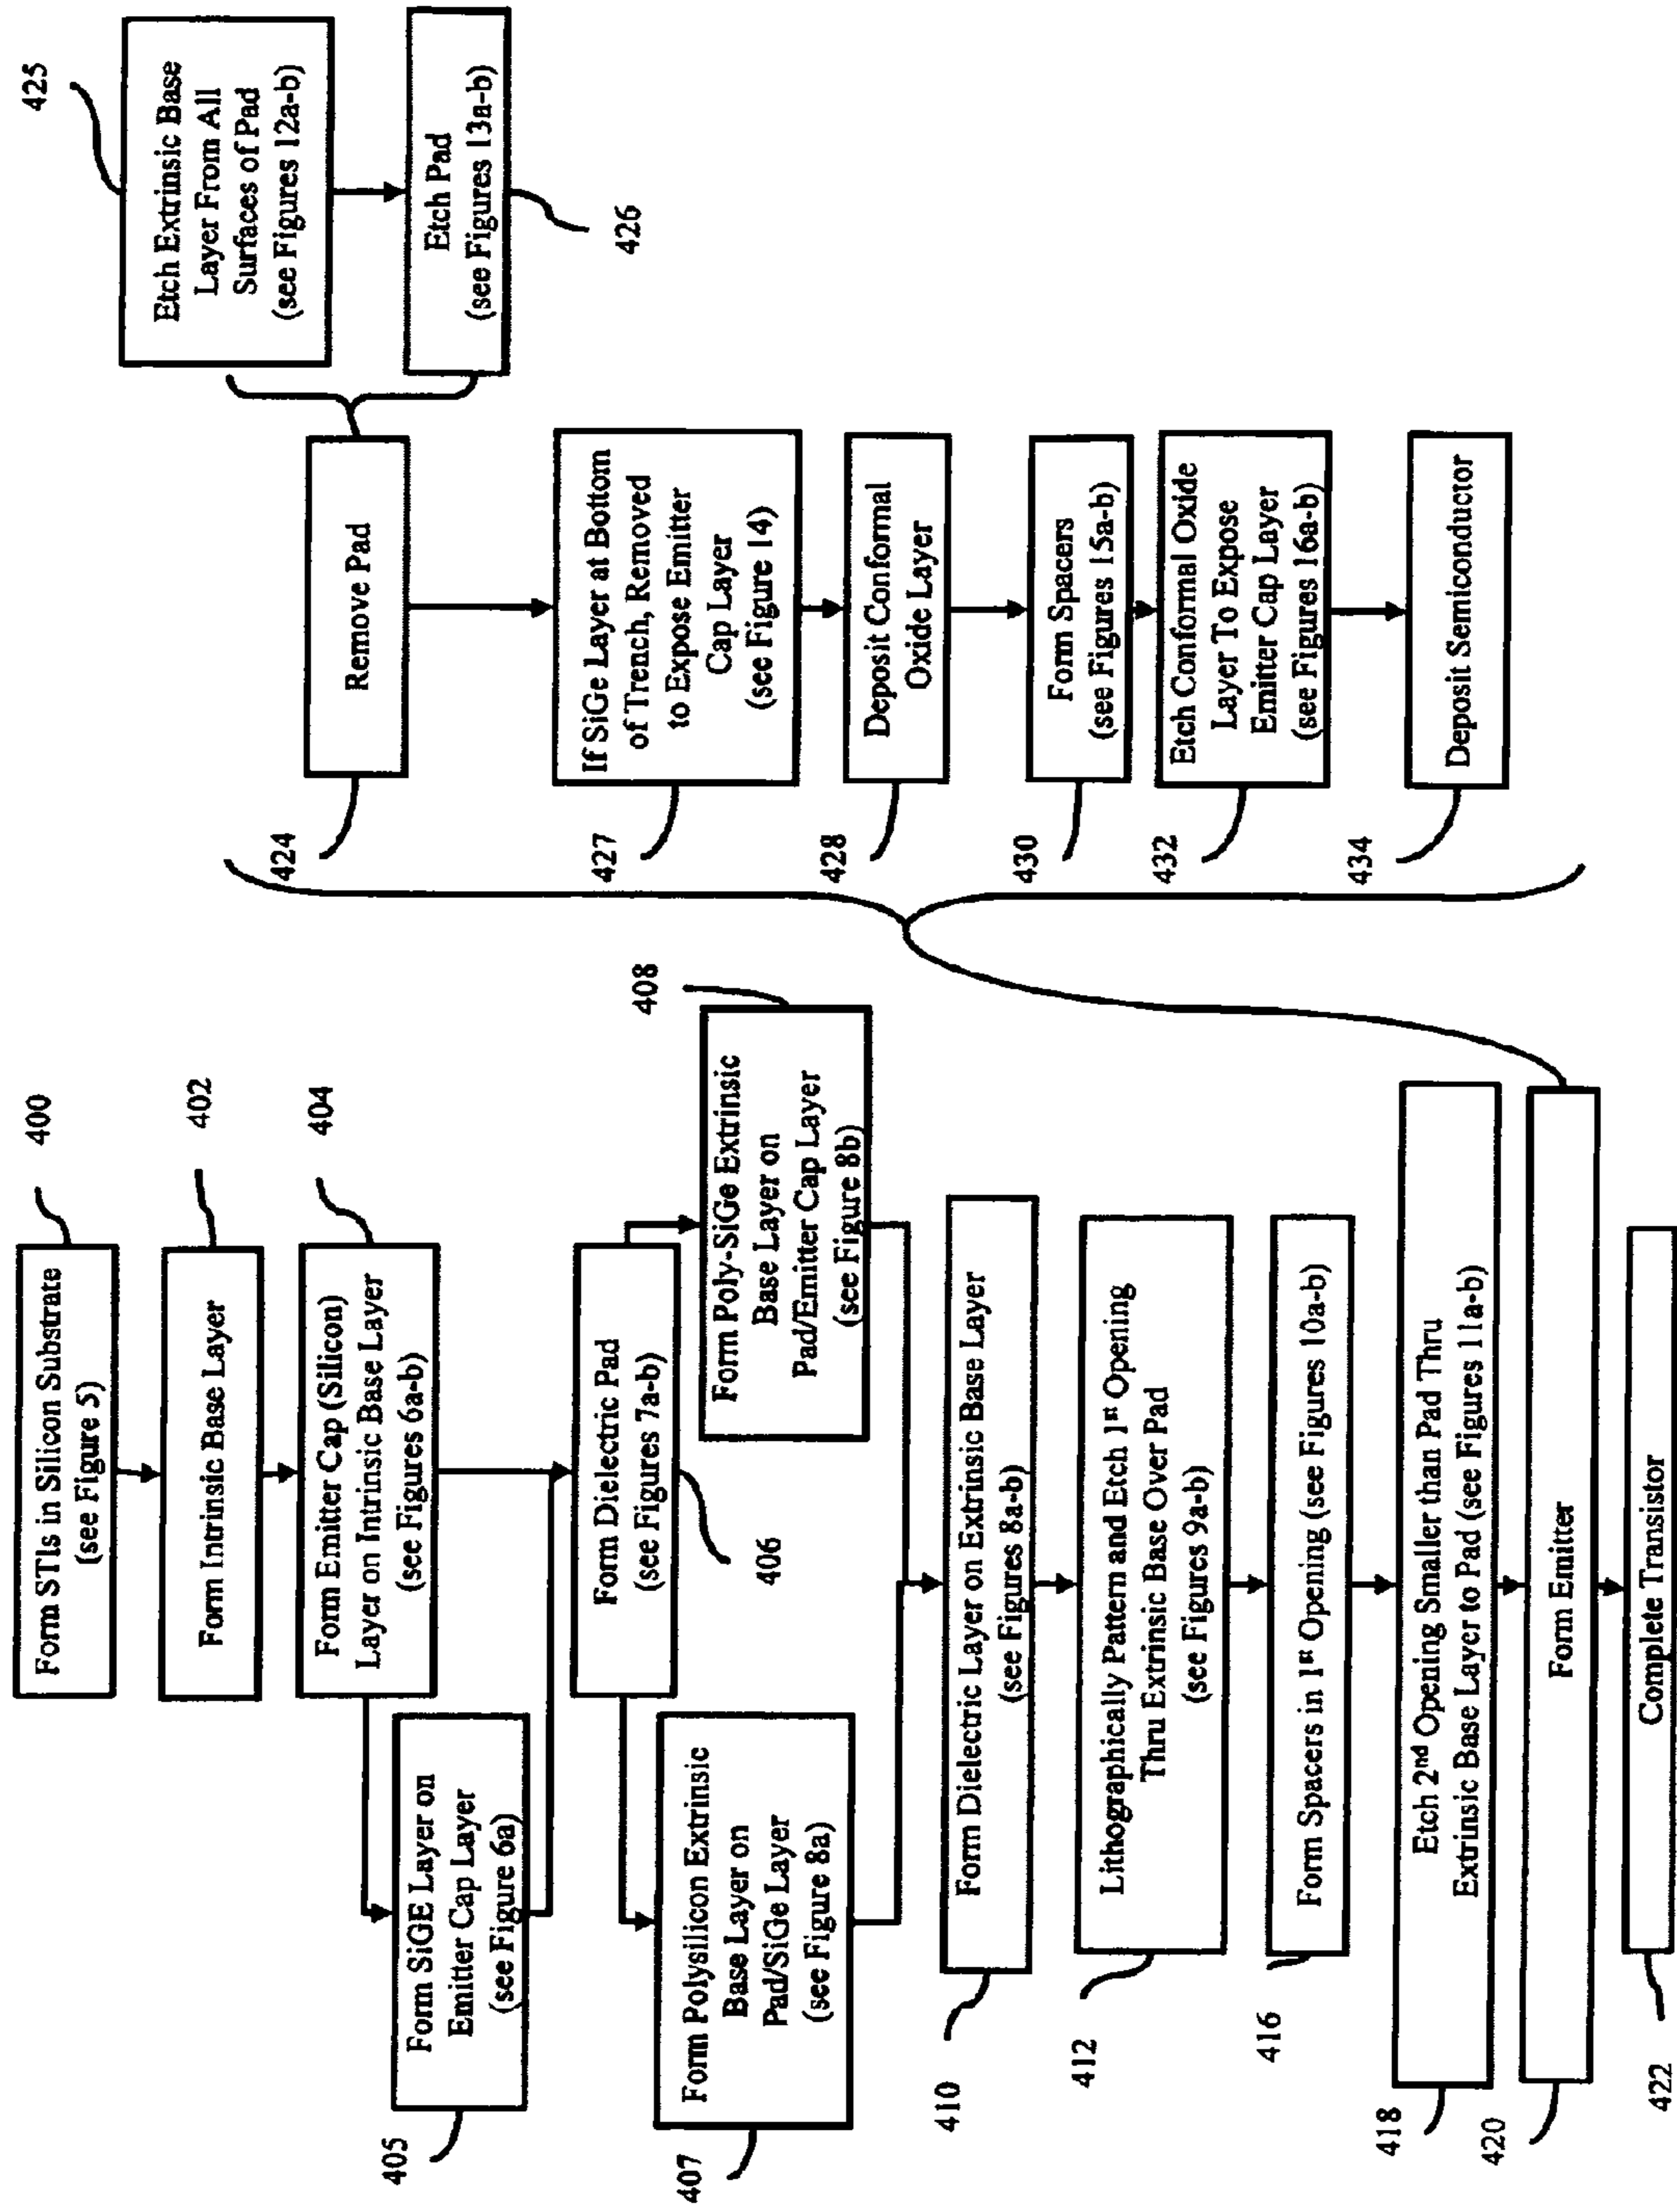 400
Form STIs in Silicon Substrate
(see Figure 5)
402
Form Intrinsic Base Layer
404
Form Emitter Cap (Silicon)
Layer on Intrinsic Base Layer
(see Figures 6a-b)
405
Form SiGE Layer on
Emitter Cap Layer
(see Figure 6a)
406
Form Dielectric Pad
(see Figures 7a-b)
407
Form Polysilicon Extrinsic
Base Layer on
Pad/SiGe Layer
(see Figure 8a)
408
Form Poly-SiGe Extrinsic
Base Layer on
Pad/Emitter Cap Layer
(see Figure 8b)
410
Form Dielectric Layer on Extrinsic Base Layer
(see Figures 8a-b)
412
Lithographically Pattern and Etch 1st Opening
Thru Extrinsic Base Over Pad
(see Figures 9a-b)
416
Form Spacers in 1st Opening (see Figures 10a-b)
418
Etch 2nd Opening Smaller than Pad Thru
Extrinsic Base Layer to Pad (see Figures 11a-b)
420
Form Emitter
422
Complete Transistor
424
Remove Pad
425
Etch Extrinsic Base
Layer From All
Surfaces of Pad
(see Figures 12a-b)
426
Etch Pad
(see Figures 13a-b)
427
If SiGe Layer at Bottom
of Trench, Removed
to Expose Emitter
Cap Layer
(see Figure 14)
428
Deposit Conformal
Oxide Layer
430
Form Spacers
(see Figures 15a-b)
432
Etch Conformal Oxide
Layer To Expose
Emitter Cap Layer
(see Figures 16a-b)
434
Deposit Semiconductor